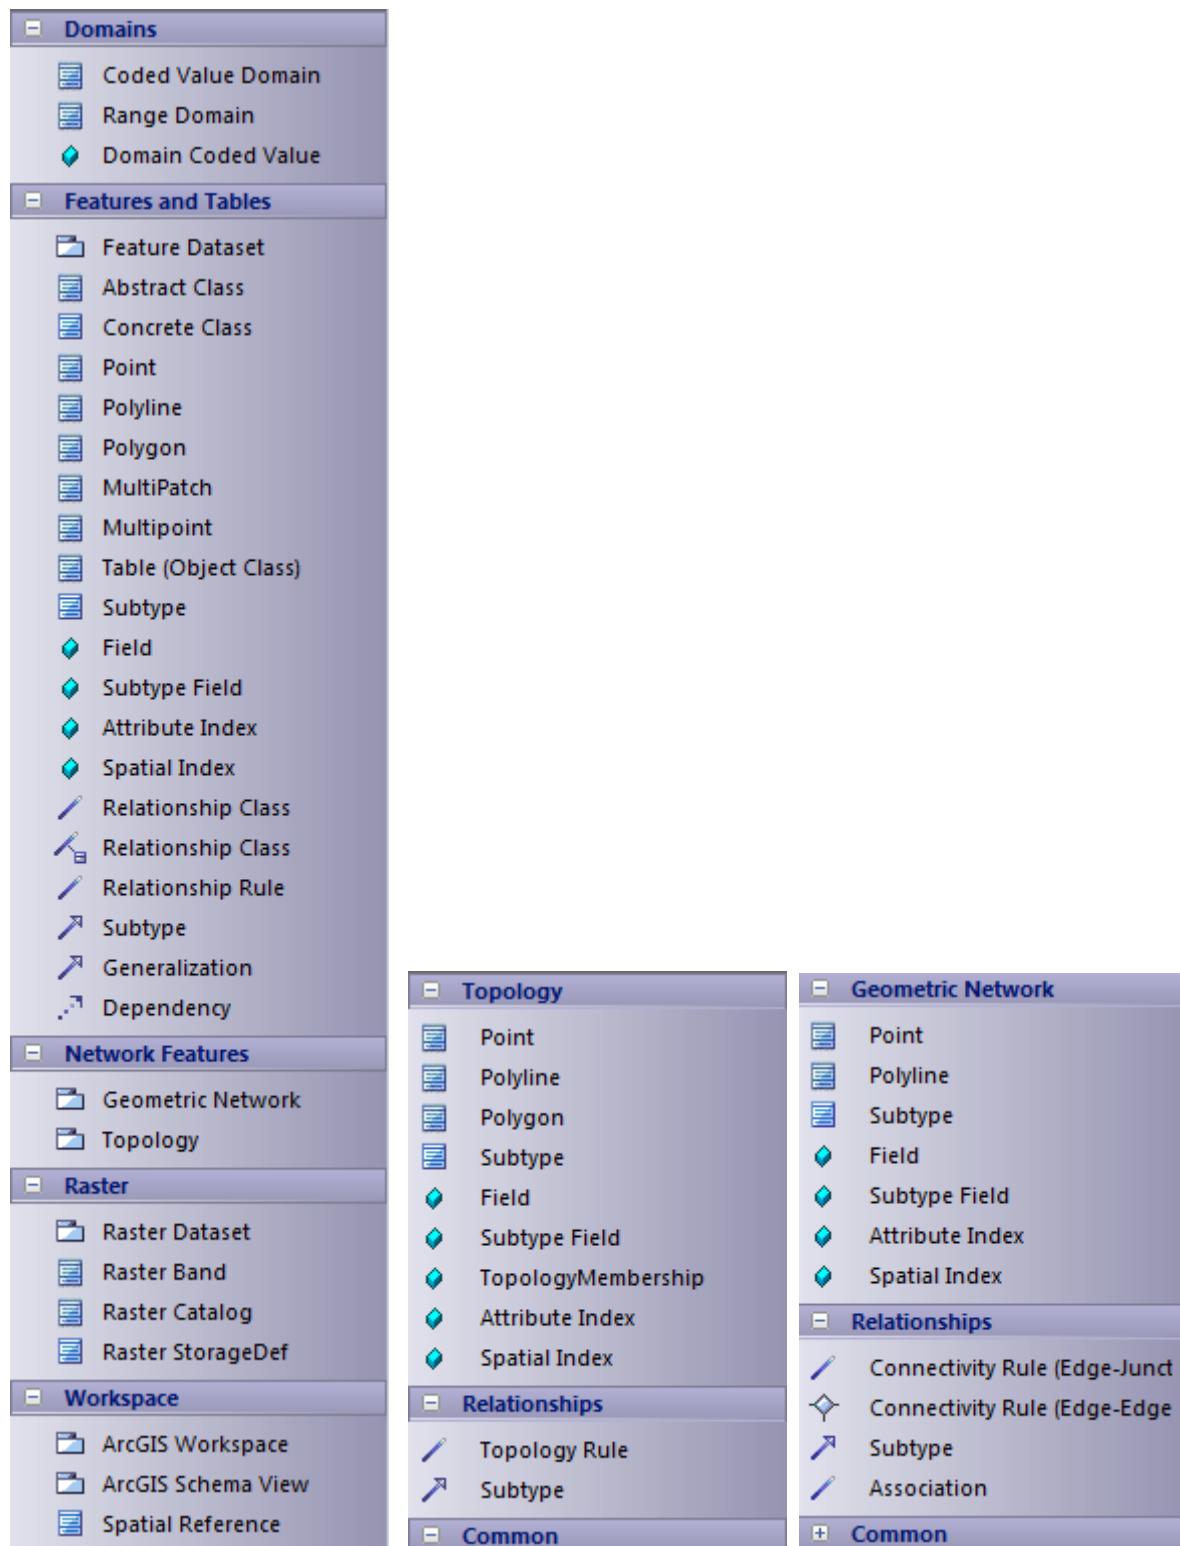 Domains
Coded Value Domain
Range Domain
Domain Coded Value
Features and Tables
Feature Dataset
Abstract Class
Concrete Class
Point
Polyline
Polygon
MultiPatch
Multipoint
Table (Object Class)
Subtype
Field
Subtype Field
Attribute Index
Spatial Index
Relationship Class
Relationship Class
Relationship Rule
Subtype
Generalization
Dependency
Network Features
Geometric Network
Topology
Raster
Raster Dataset
Raster Band
Raster Catalog
Raster StorageDef
Workspace
ArcGIS Workspace
ArcGIS Schema View
Spatial Reference
Topology
Point
Polyline
Polygon
Subtype
Field
Subtype Field
TopologyMembership
Attribute Index
Spatial Index
Relationships
Topology Rule
Subtype
Common
Geometric Network
Point
Polyline
Subtype
Field
Subtype Field
Attribute Index
Spatial Index
Relationships
Connectivity Rule (Edge-Junct
Connectivity Rule (Edge-Edge
Subtype
Association
Common